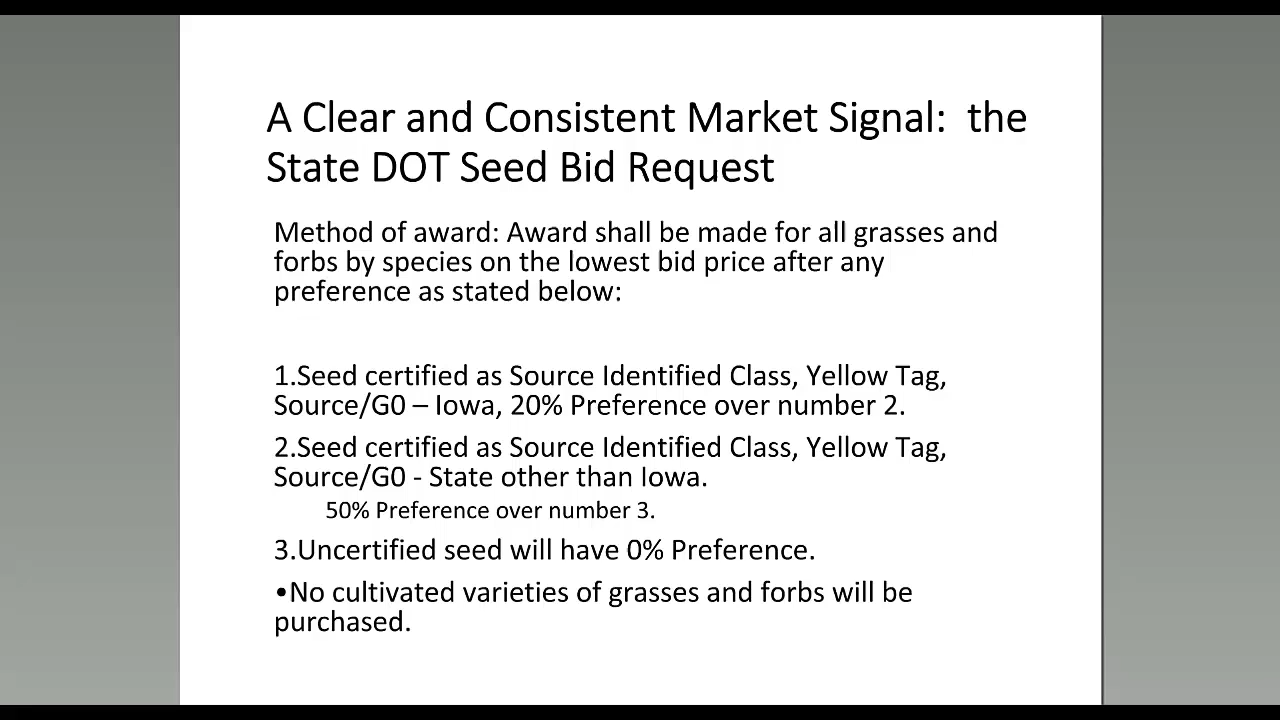 A Clear and Consistent Market Signal:  the
State DOT Seed Bid Request
Method of award: Award shall be made for all grasses and
forbs by species on the lowest bid price after any
preference as stated below:
1.Seed certified as Source Identified Class, Yellow Tag,
Source/G0 – Iowa, 20% Preference over number 2.
2.Seed certified as Source Identified Class, Yellow Tag,
Source/G0 - State other than Iowa.
50% Preference over number 3.
3.Uncertified seed will have 0% Preference.
•No cultivated varieties of grasses and forbs will be
purchased.